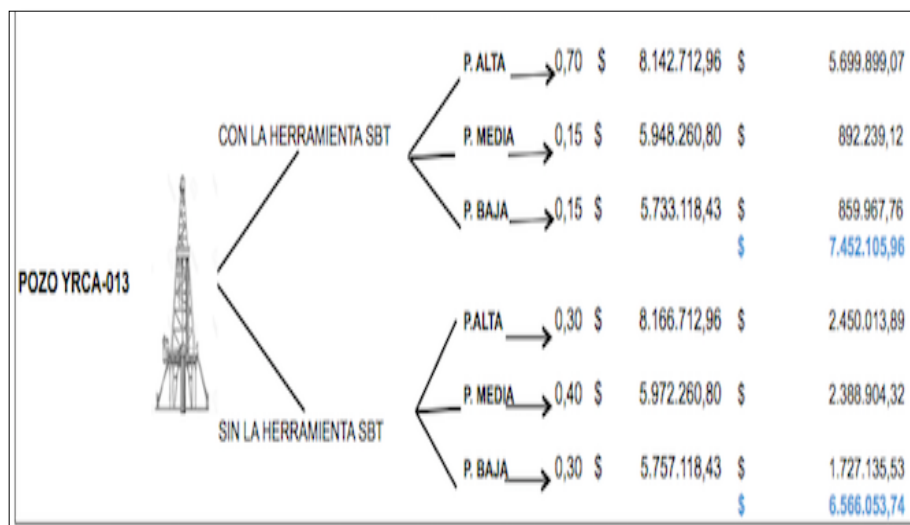 P. ALTA 0,70 $ 8.142.712,96 $ 5.699.899,07
CON LA HERRAMIENTA SBT
P. MEDIA 0,15 $ 5.948.260,80 $ 892.239,12
P. BAJA 0,15 $ 5.733.118,43 $ 859.967,76
$ 7.452.105,96
POZO YRCA-013
P.ALTA 0,30 $ 8.166.712,96 $ 2.450.013,89
P. MEDIA 0,40 $ 5.972.260,80 $ 2.388.904,32
SIN LA HERRAMIENTA SBT
P. BAJA 0,30 $ 5.757.118,43 $ 1.727.135,53
$ 6.566.053,74